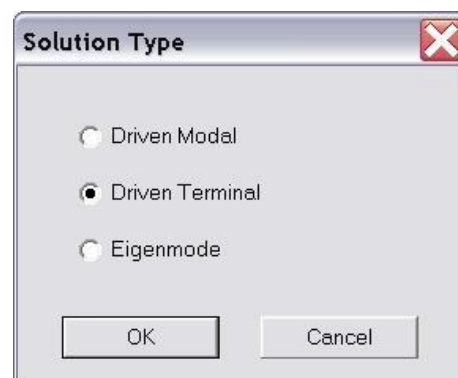 Solution Type
Driven Modal
Driven Terminal
Eigenmode
OK
Cancel